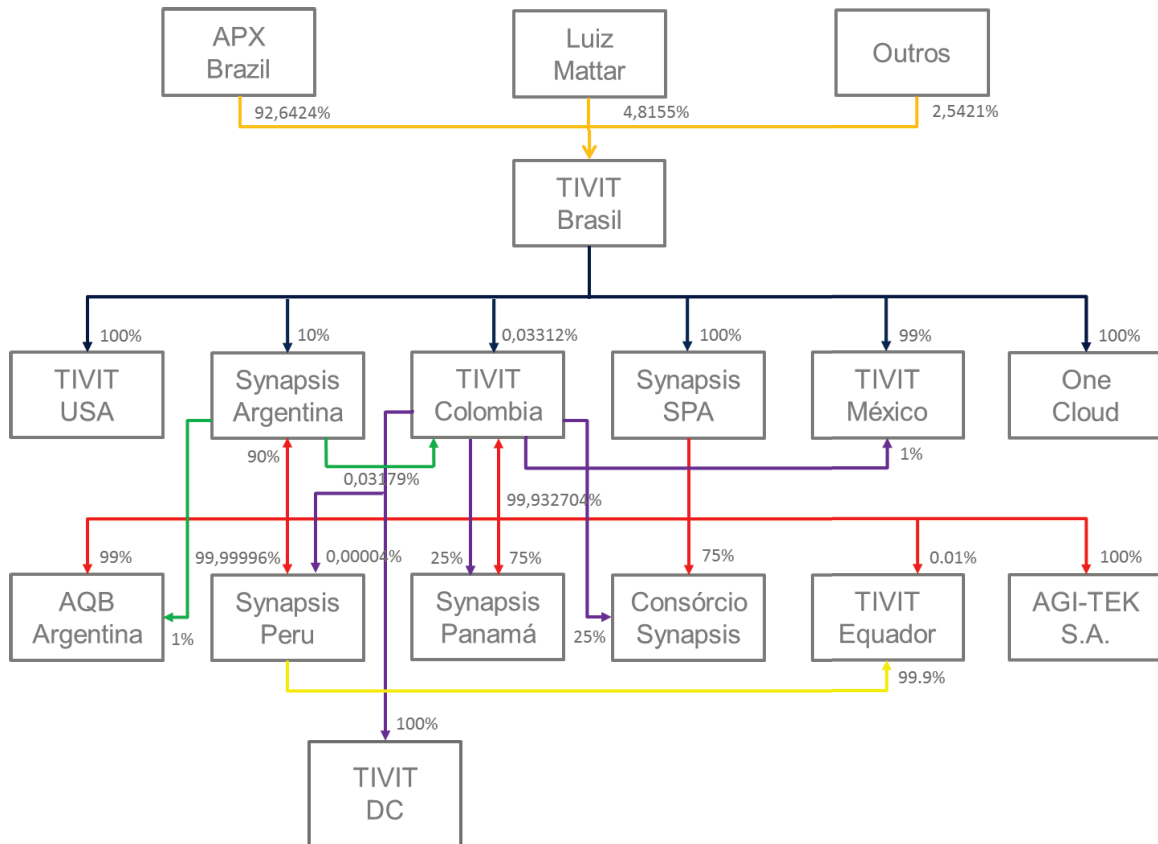 APX
Brazil
Luiz
Mattar
Outros
92,6424%
4,8155%
2,5421%
TIVIT
Brasil
100%
10%
0,03312%
100%
99%
100%
TIVIT
USA
Synapsis
Argentina
TIVIT
Colombia
Synapsis
SPA
TIVIT
México
One
Cloud
90%
0,03179%
1%
99,932704%
99%
99,99996%
0,00004%
25%
75%
75%
0.01%
100%
AQB
Argentina
Synapsis
Peru
Synapsis
Panamá
Consórcio
Synapsis
TIVIT
Equador
AGI-TEK
S.A.
1%
25%
99.9%
100%
TIVIT
DC